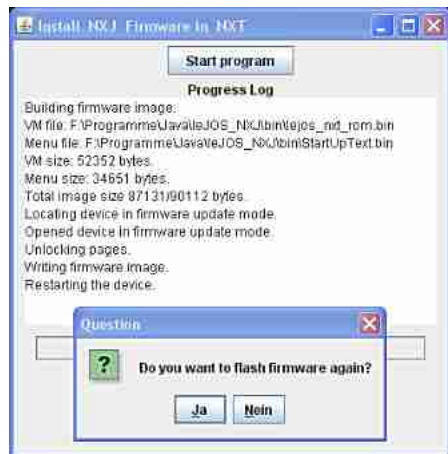 Install NXJ Firmware in NXT
Start program
Progress Log
Building firmware image.
VM file: F:\Programme\Java\leJOS_NXJ\bin\lejos_nxt_rom.bin
Menu file: F:\Programme\Java\leJOS_NXJ\bin\StartUpText.bin
VM size: 52352 bytes.
Menu size: 34651 bytes.
Total image size 87131/90112 bytes.
Locating device in firmware update mode.
Opened device in firmware update mode.
Unlocking pages.
Writing firmware image.
Restarting the device.
Question
Do you want to flash firmware again?
Ja Nein